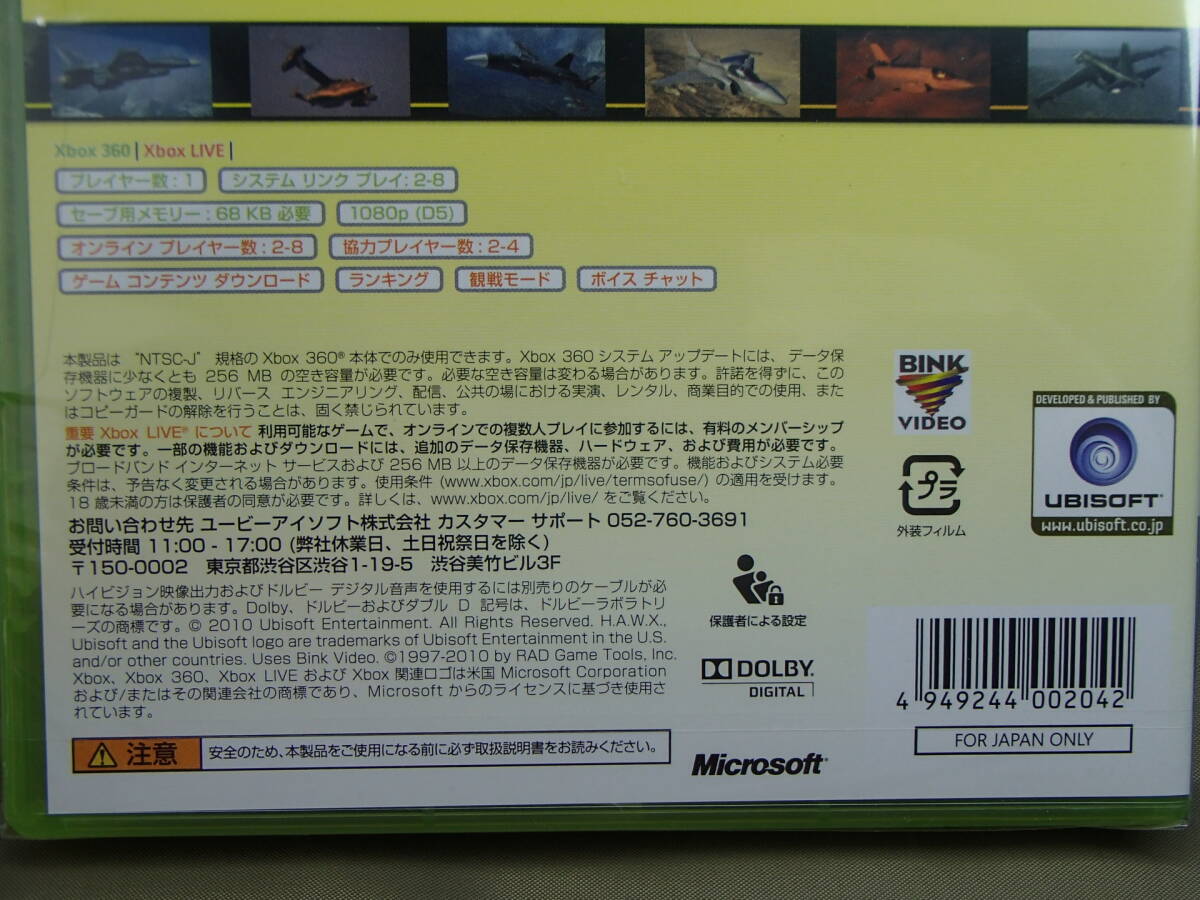 Xbox 360 | Xbox LIVE |
プレイヤー数 : 1
システム リンク プレイ: 2-8
セーブ用メモリー : 68 KB 必要
1080p (D5)
オンライン プレイヤー数 : 2-8
協力プレイヤー数 : 2-4
ゲーム コンテンツ ダウンロード
ランキング
観戦モード
ボイス チャット
本製品は "NTSC-J" 規格の Xbox 360® 本体でのみ使用できます。Xbox 360 システム アップデートには、データ保
存機器に少なくとも 256 MB の空き容量が必要です。必要な空き容量は変わる場合があります。許諾を得ずに、この
ソフトウェアの複製、リバース エンジニアリング、配信、公共の場における実演、レンタル、商業目的での使用、また
はコピーガードの解除を行うことは、固く禁じられています。
重要 Xbox LIVE® について 利用可能なゲームで、オンラインでの複数人プレイに参加するには、有料のメンバーシップ
が必要です。一部の機能およびダウンロードには、追加のデータ保存機器、ハードウェア、および費用が必要です。
ブロードバンド インターネット サービスおよび 256 MB 以上のデータ保存機器が必要です。機能およびシステム必要
条件は、予告なく変更される場合があります。使用条件 (www.xbox.com/jp/live/termsofuse/) の適用を受けます。
18 歳未満の方は保護者の同意が必要です。詳しくは、www.xbox.com/jp/live/ をご覧ください。
お問い合わせ先 ユービーアイソフト株式会社 カスタマー サポート 052-760-3691
受付時間 11:00 - 17:00 (弊社休業日、土日祝祭日を除く)
〒150-0002 東京都渋谷区渋谷1-19-5 渋谷美竹ビル3F
ハイビジョン映像出力およびドルビー デジタル音声を使用するには別売りのケーブルが必
要になる場合があります。Dolby、ドルビーおよびダブル D 記号は、ドルビーラボラトリ
ーズの商標です。© 2010 Ubisoft Entertainment. All Rights Reserved. H.A.W.X.,
Ubisoft and the Ubisoft logo are trademarks of Ubisoft Entertainment in the U.S.
and/or other countries. Uses Bink Video. ©1997-2010 by RAD Game Tools, Inc.
Xbox、Xbox 360、Xbox LIVE および Xbox 関連ロゴは米国 Microsoft Corporation
および/またはその関連会社の商標であり、Microsoft からのライセンスに基づき使用さ
れています。
注意 安全のため、本製品をご使用になる前に必ず取扱説明書をお読みください。
BINK
VIDEO
プラ
外装フィルム
DEVELOPED & PUBLISHED BY
UBISOFT
www.ubisoft.co.jp
保護者による設定
DOLBY.
DIGITAL
Microsoft®
4 949244 002042
FOR JAPAN ONLY